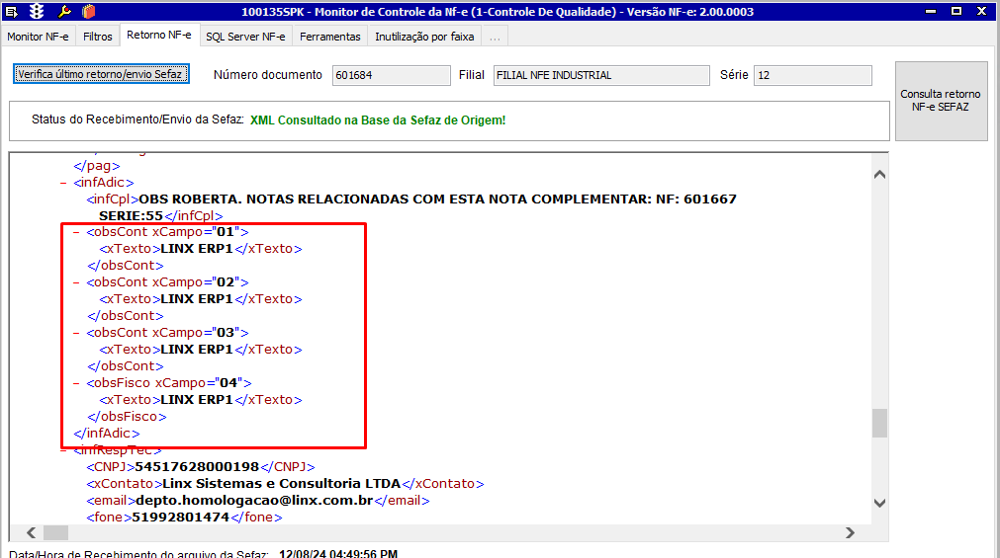 100135SPK - Monitor de Controle da Nf-e (1-Controle De Qualidade) - Versão NF-e: 2.00.0003
Monitor NF-e Filtros Retorno NF-e SQL Server NF-e Ferramentas Inutilização por faixa ...
Verifica último retorno/envio Sefaz Número documento 601684 Filial FILIAL NFE INDUSTRIAL Série 12
Consulta retorno
NF-e SEFAZ
Status do Recebimento/Envio da Sefaz: XML Consultado na Base da Sefaz de Origem!
</pag>
- <infAdic>
<infCpl>OBS ROBERTA. NOTAS RELACIONADAS COM ESTA NOTA COMPLEMENTAR: NF: 601667
SERIE:55</infCpl>
- <obsCont xCampo="01">
<xTexto>LINX ERP1</xTexto>
</obsCont>
- <obsCont xCampo="02">
<xTexto>LINX ERP1</xTexto>
</obsCont>
- <obsCont xCampo="03">
<xTexto>LINX ERP1</xTexto>
</obsCont>
- <obsFisco xCampo="04">
<xTexto>LINX ERP1</xTexto>
</obsFisco>
</infAdic>
- <infRespTec>
<CNPJ>54517628000198</CNPJ>
<xContato>Linx Sistemas e Consultoria LTDA</xContato>
<email>depto.homologacao@linx.com.br</email>
<fone>51992801474</fone>
Data/Hora de Recebimento do arquivo da Sefaz: 12/08/24 04:49:56 PM